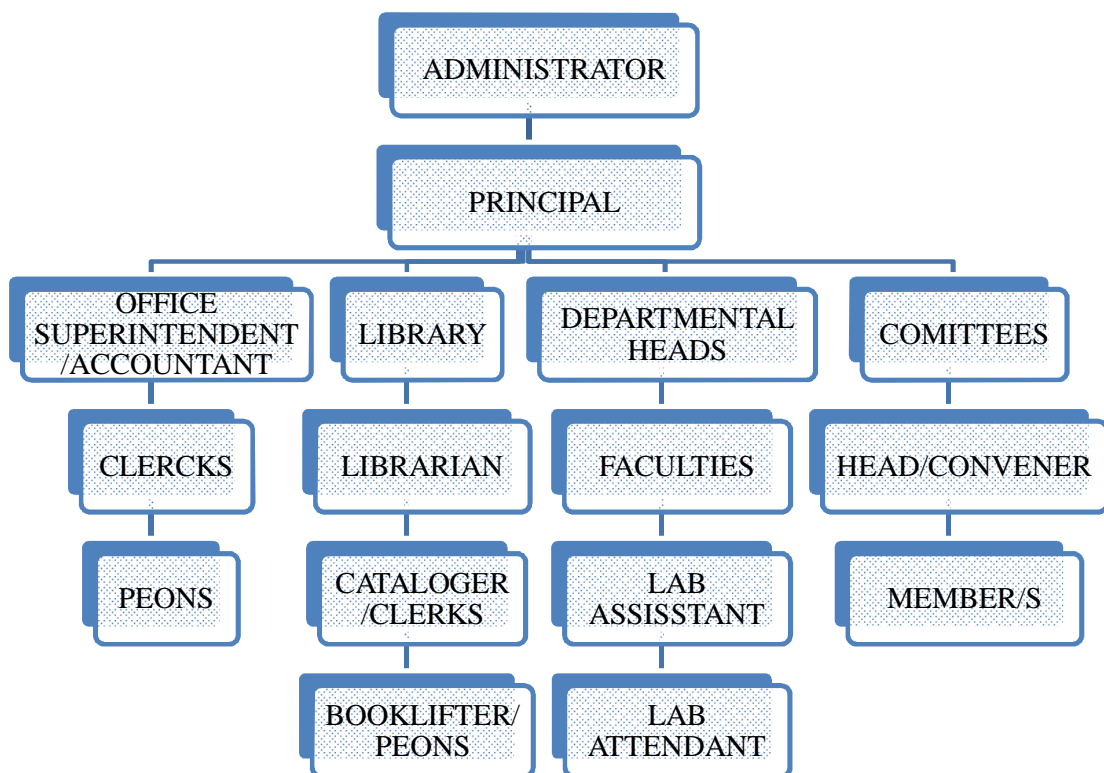 ADMINISTRATOR
PRINCIPAL
OFFICE
SUPERINTENDENT
/ACCOUNTANT
LIBRARY
DEPARTMENTAL
HEADS
COMITTEES
CLERCKS
LIBRARIAN
FACULTIES
HEAD/CONVENER
PEONS
CATALOGER
/CLERKS
LAB
ASSISSTANT
MEMBER/S
BOOKLIFTER/
PEONS
LAB
ATTENDANT